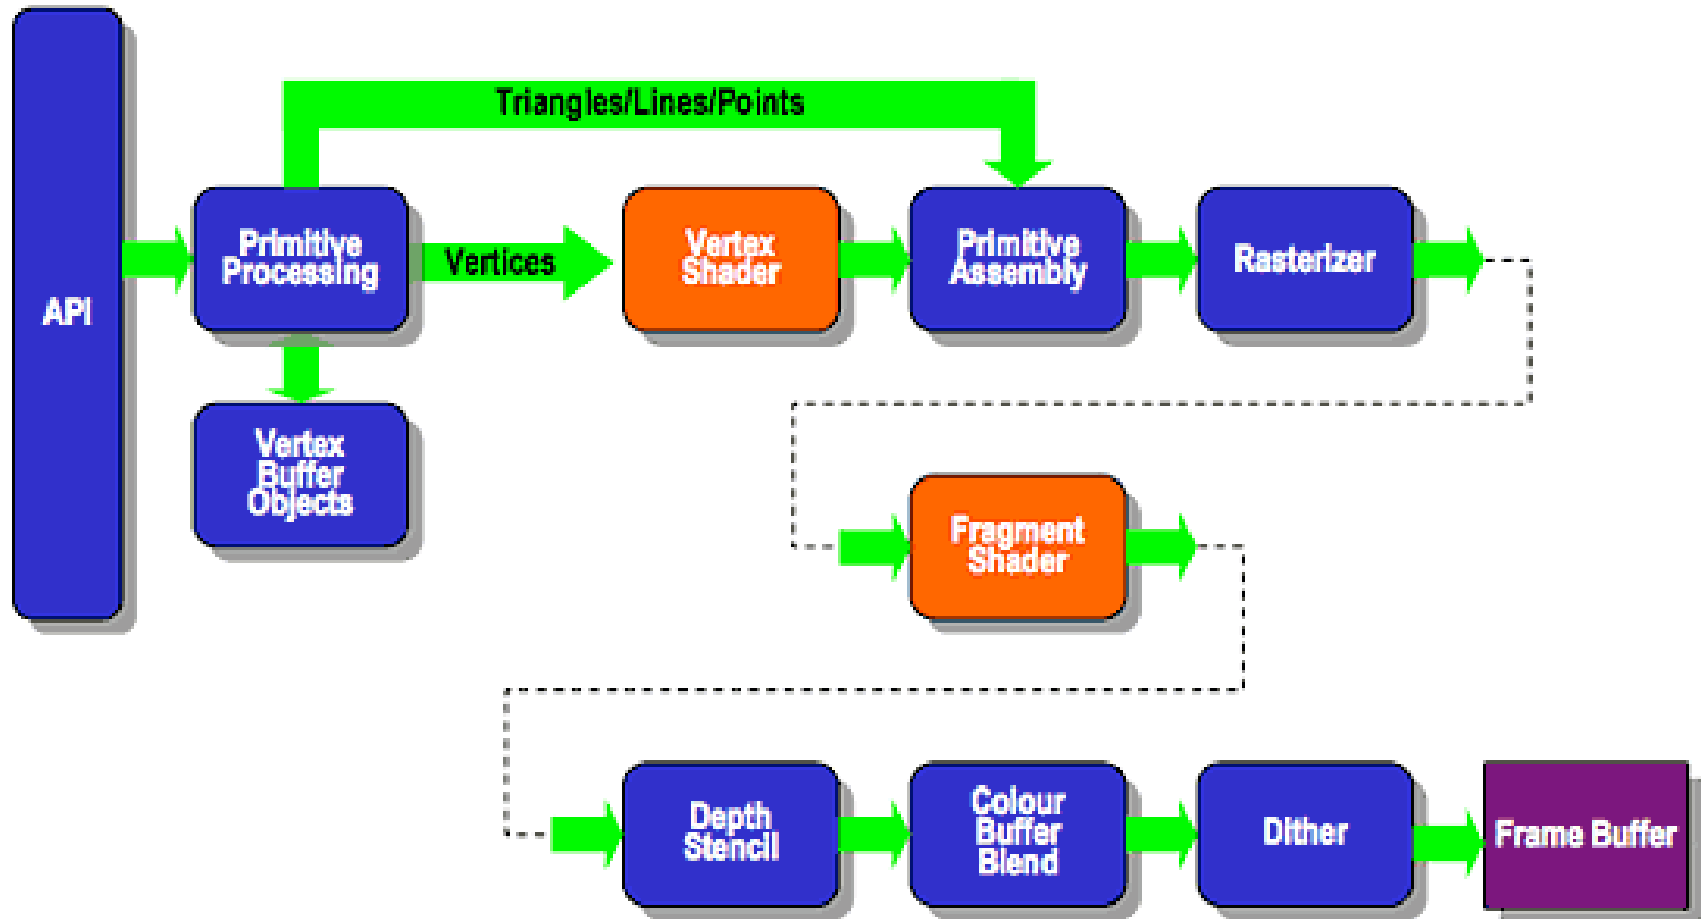 Triangles/Lines/Points
API
Primitive
Processing
Vertices
Vertex
Shader
Primitive
Assembly
Rasterizer
Vertex
Buffer
Objects
Fragment
Shader
Depth
Stencil
Colour
Buffer
Blend
Dither
Frame Buffer